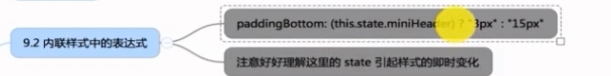 9.2 内联样式中的表达式
paddingBottom: (this.state.miniHeader) ? "3px" : "15px"
注意好好理解这里的 state 引起样式的即时变化